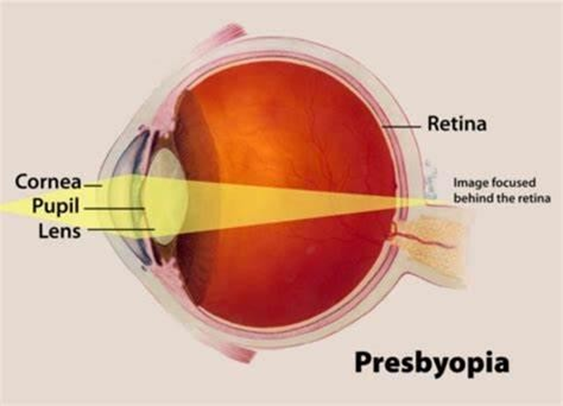 Retina
Cornea
Pupil
Lens
Image focused
behind the retina
Presbyopia